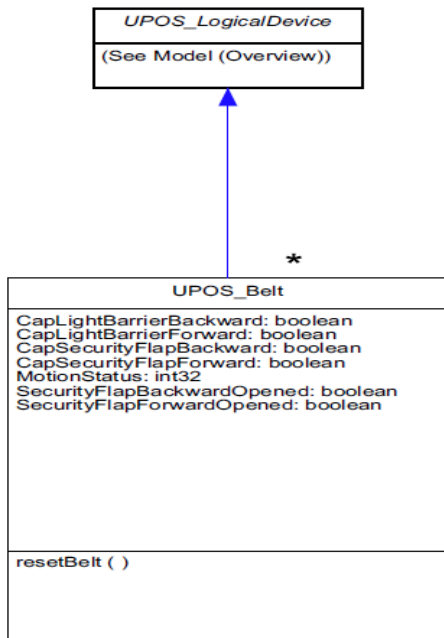 UPOS_LogicalDevice
(See Model (Overview))
*
UPOS_Belt
CapLightBarrierBackward: boolean
CapLightBarrierForward: boolean
CapSecurityFlapBackward: boolean
CapSecurityFlapForward: boolean
MotionStatus: int32
SecurityFlapBackwardOpened: boolean
SecurityFlapForwardOpened: boolean
resetBelt ( )